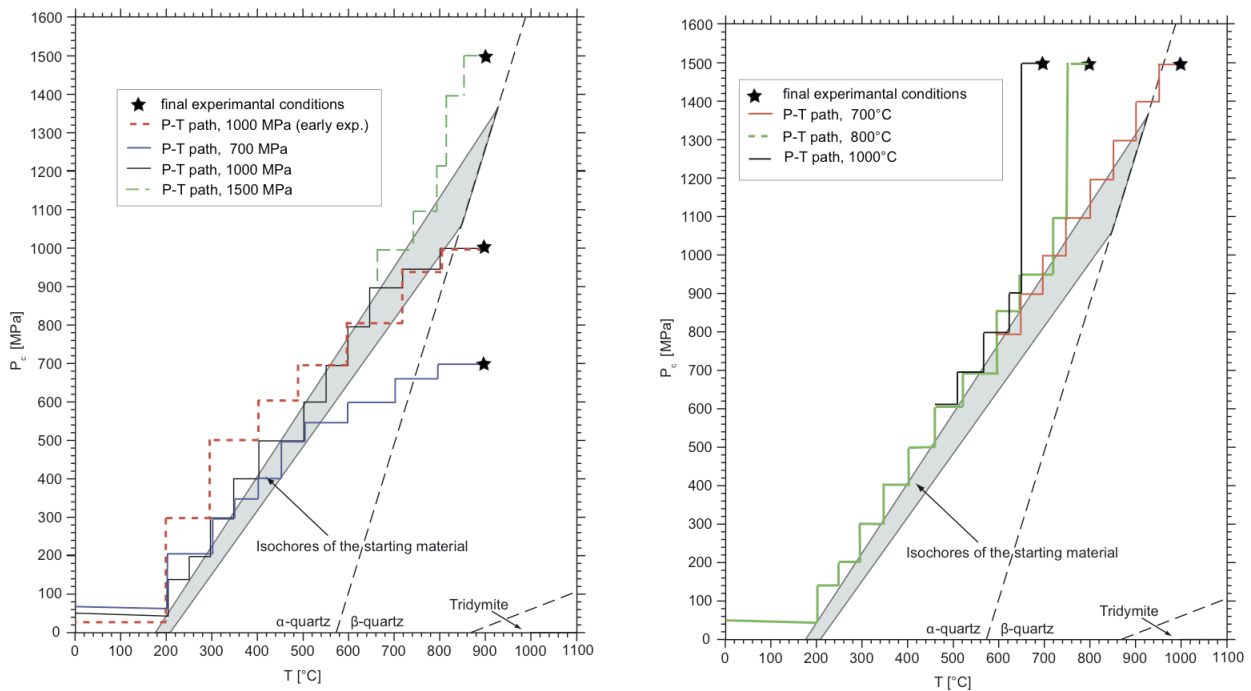 1600
1500
1400
1300
1200
1100
1000
900
800
700
600
500
400
300
200
100
0
P c [MPa]
final experimantal conditions
P-T path, 1000 MPa (early exp.)
P-T path, 700 MPa
P-T path, 1000 MPa
P-T path, 1500 MPa
Isochores of the starting material
α-quartz
β-quartz
Tridymite
0 100 200 300 400 500 600 700 800 900 1000 1100
T [°C]
1600
1500
1400
1300
1200
1100
1000
900
800
700
600
500
400
300
200
100
0
P c [MPa]
final experimantal conditions
P-T path, 700°C
P-T path, 800°C
P-T path, 1000°C
Isochores of the starting material
α-quartz
β-quartz
Tridymite
0 100 200 300 400 500 600 700 800 900 1000 1100
T [°C]